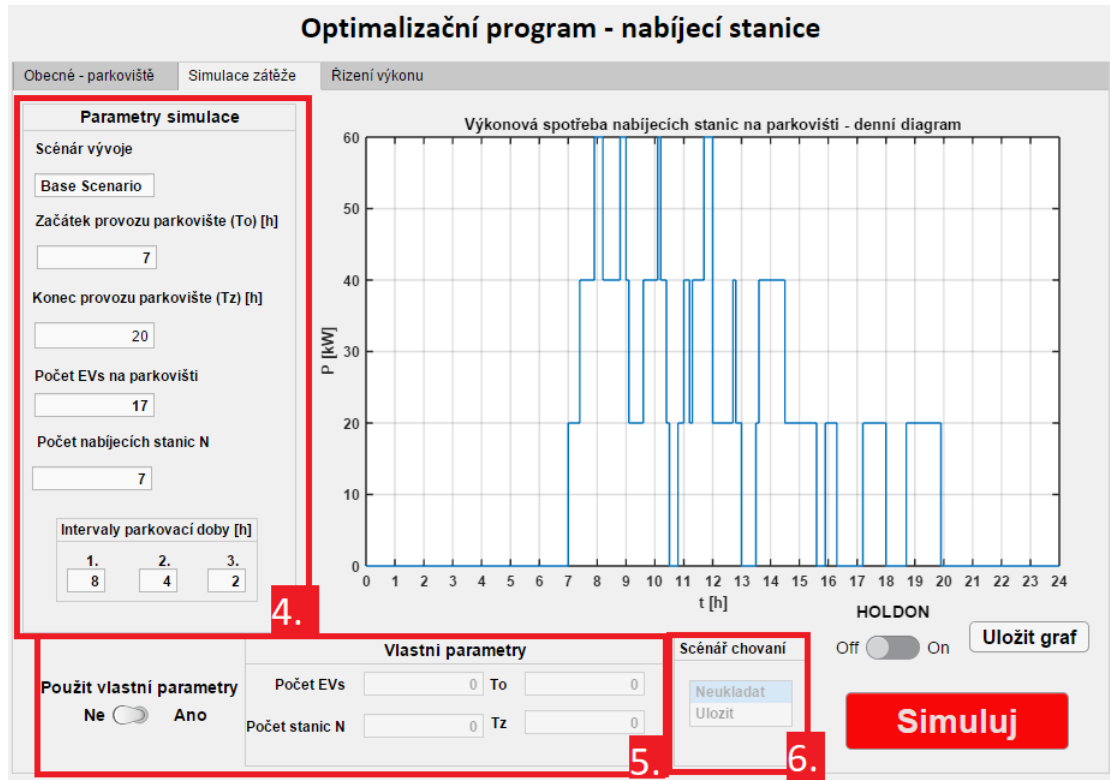 Optimalizační program - nabíjecí stanice
Obecné - parkoviště Simulace zátěže Řízení výkonu
Parametry simulace
Scénár vývoje
Base Scenario
Začátek provozu parkovište (To) [h]
7
Konec provozu parkovište (Tz) [h]
20
Počet EVs na parkovišti
17
Počet nabíjecích stanic N
7
Intervaly parkovací doby [h]
1. 2. 3.
8 4 2
4.
Výkonová spotřeba nabíjecích stanic na parkovišti - denní diagram
P [kW]
60
50
40
30
20
10
0
0 1 2 3 4 5 6 7 8 9 10 11 12 13 14 15 16 17 18 19 20 21 22 23 24
t [h]
HOLDON
Off On
Uložit graf
Použit vlastní parametry
Ne Ano
Vlastni parametry
Počet EVs 0 To 0
Počet stanic N 0 Tz 0
5.
Scénář chovaní
Neukladat
Ulozit
6.
Simuluj